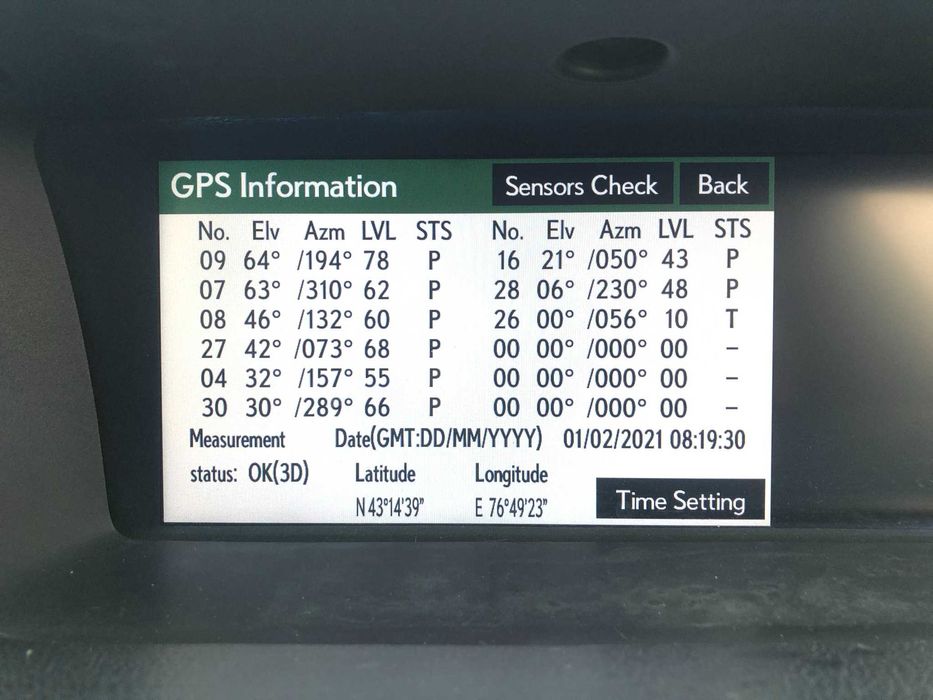 GPS Information Sensors Check Back
No. Elv Azm LVL STS No. Elv Azm LVL STS
09 64° /194° 78 P 16 21° /050° 43 P
07 63° /310° 62 P 28 06° /230° 48 P
08 46° /132° 60 P 26 00° /056° 10 T
27 42° /073° 68 P 00 00° /000° 00 –
04 32° /157° 55 P 00 00° /000° 00 –
30 30° /289° 66 P 00 00° /000° 00 –
Measurement Date(GMT:DD/MM/YYYY) 01/02/2021 08:19:30
status: OK(3D) Latitude Longitude
N 43°14'39" E 76°49'23" Time Setting